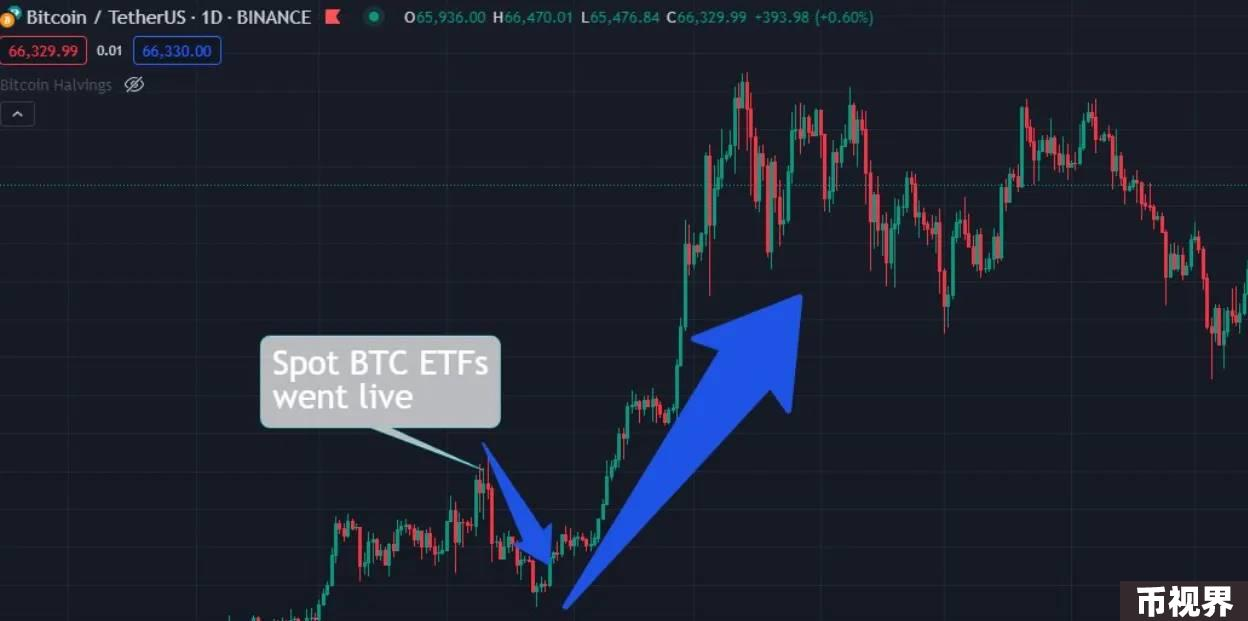 Bitcoin / TetherUS · 1D · BINANCE O65,936.00 H66,470.01 L65,476.84 C66,329.99 +393.98 (+0.60%)
66,329.99 0.01 66,330.00
Bitcoin Halvings
Spot BTC ETFs
went live
币视界